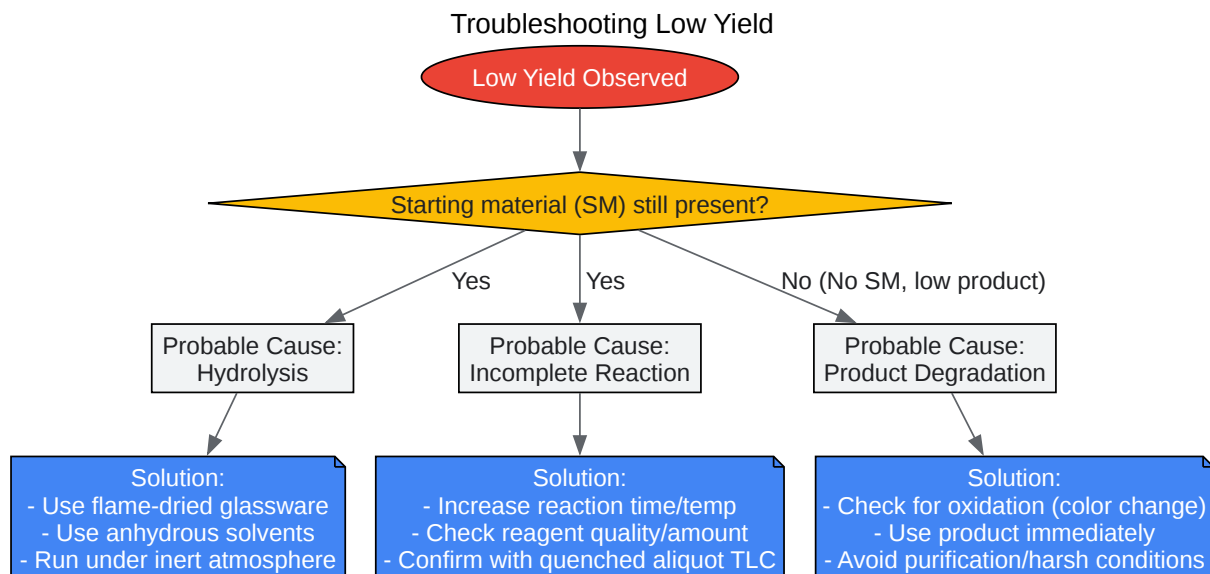 Troubleshooting Low Yield
Low Yield Observed
Starting material (SM) still present?
Yes
Yes
No (No SM, low product)
Probable Cause:
Hydrolysis
Probable Cause:
Incomplete Reaction
Probable Cause:
Product Degradation
Solution:
- Use flame-dried glassware
- Use anhydrous solvents
- Run under inert atmosphere
Solution:
- Increase reaction time/temp
- Check reagent quality/amount
- Confirm with quenched aliquot TLC
Solution:
- Check for oxidation (color change)
- Use product immediately
- Avoid purification/harsh conditions